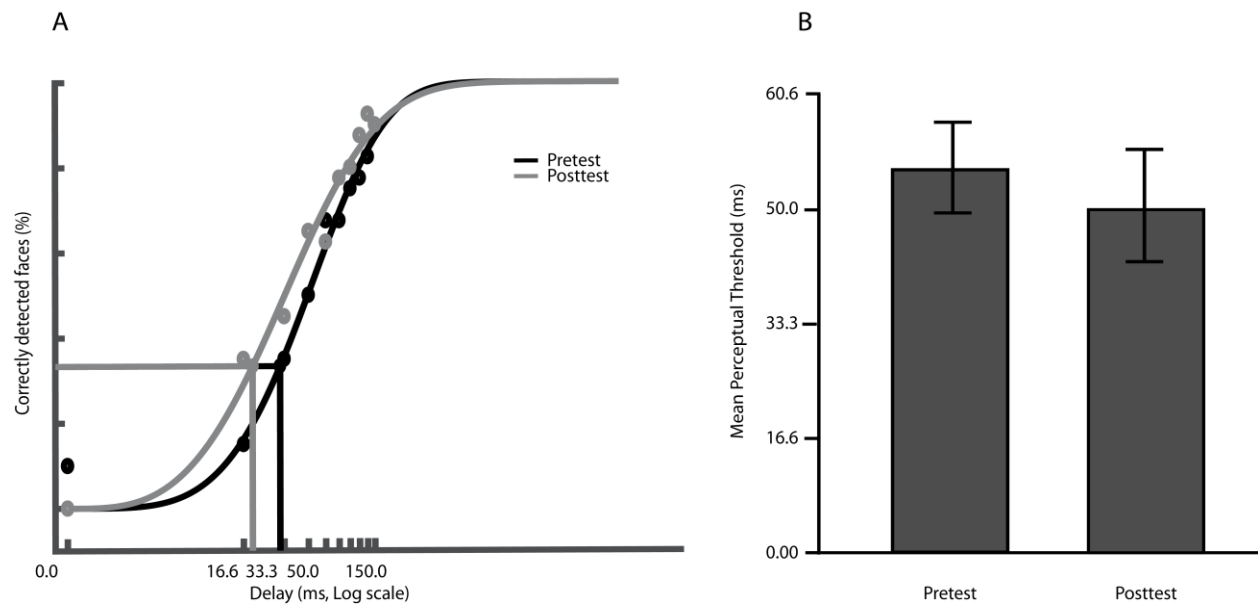 A
Correctly detected faces (%)
Pretest
Posttest
0.0
16.6
33.3
50.0
150.0
Delay (ms, Log scale)
B
Mean Perceptual Threshold (ms)
60.6
50.0
33.3
16.6
0.00
Pretest
Posttest